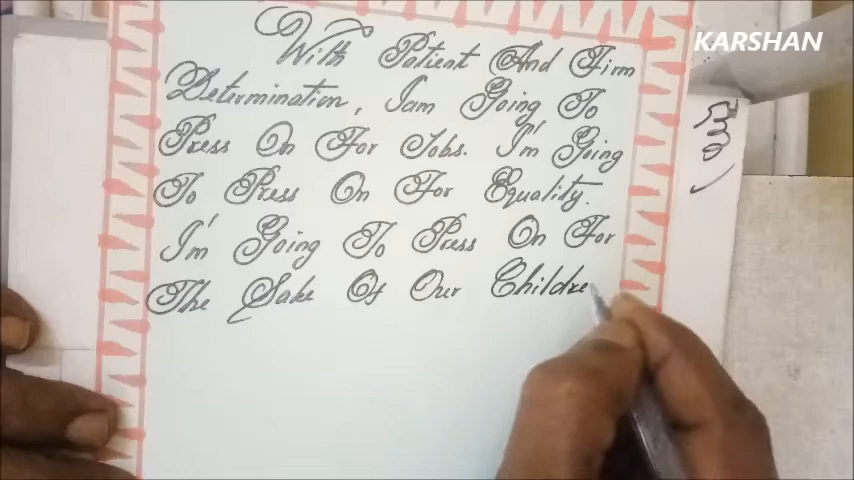 KARSHAN
With Patient And Firm
Determination, I am Going To
Press On For Jobs. I'm Going
To Press On For Equality.
I'm Going To Press On For
The Sake Of Our Childre